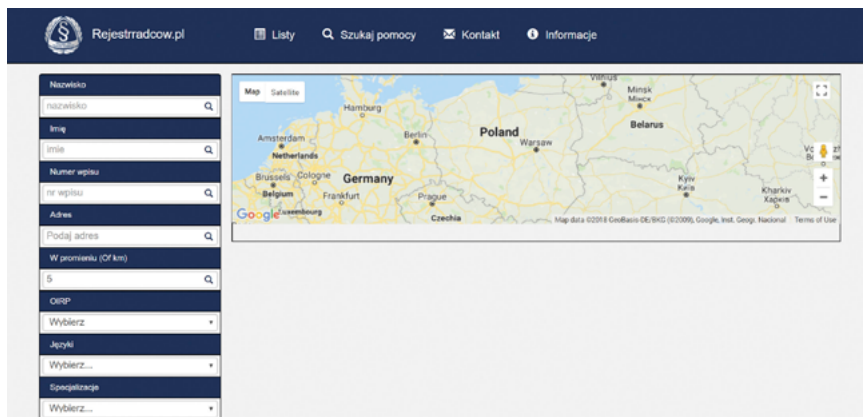 Rejestrradcow.pl
Listy
Szukaj pomocy
Kontakt
Informacje
Nazwisko
nazwisko
Imię
imie
Numer wpisu
nr wpisu
Adres
Podaj adres
W promieniu (Of km)
5
OIRP
Wybierz
Języki
Wybierz...
Specjalizacje
Wybierz...
Map
Satellite
Vilnius
Minsk
Мінск
Hamburg
Amsterdam
Berlin
Poland
Warsaw
Belarus
Netherlands
Brussels
Cologne
Germany
Belgium
Frankfurt
Prague
Kyiv
Київ
Kharkiv
Харків
Google
Luxembourg
Czechia
Map data ©2018 GeoBasis-DE/BKG (©2009), Google, Inst. Geogr. Nacional
Terms of Use